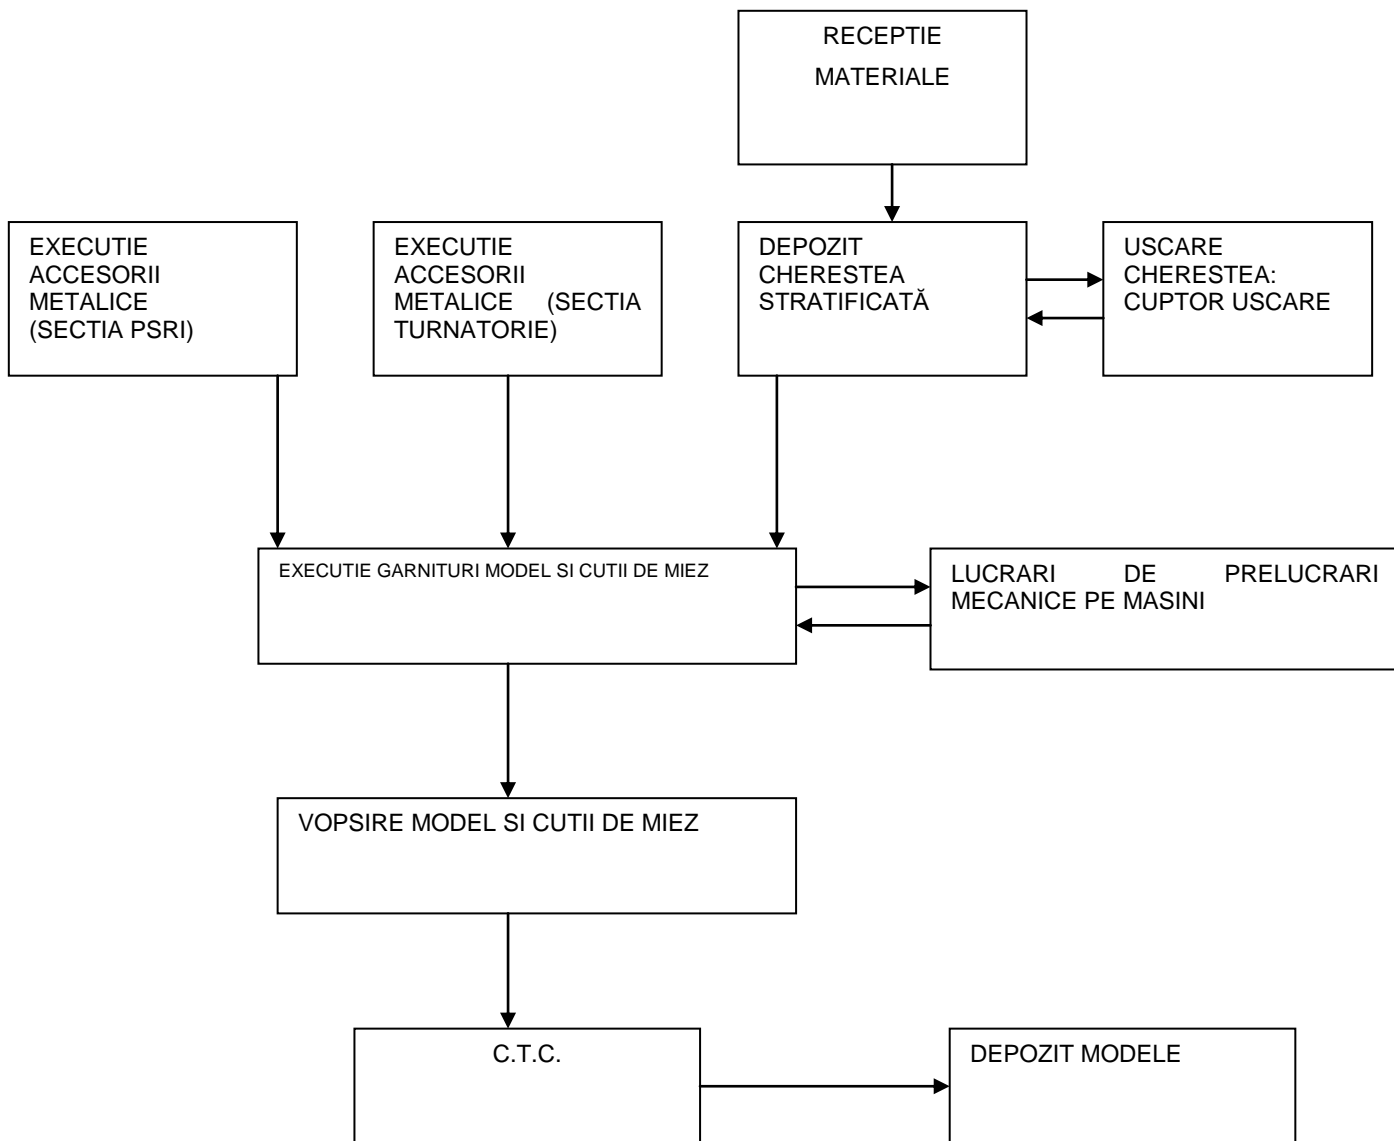 RECEPTIE
MATERIALE
EXECUTIE
ACCESORII
METALICE
(SECTIA PSRI)
EXECUTIE
ACCESORII
METALICE (SECTIA
TURNATORIE)
DEPOZIT
CHERESTEA
STRATIFICATĂ
USCARE
CHERESTEA:
CUPTOR USCARE
EXECUTIE GARNITURI MODEL SI CUTII DE MIEZ
LUCRARI DE PRELUCRARI
MECANICE PE MASINI
VOPSIRE MODEL SI CUTII DE MIEZ
C.T.C.
DEPOZIT MODELE